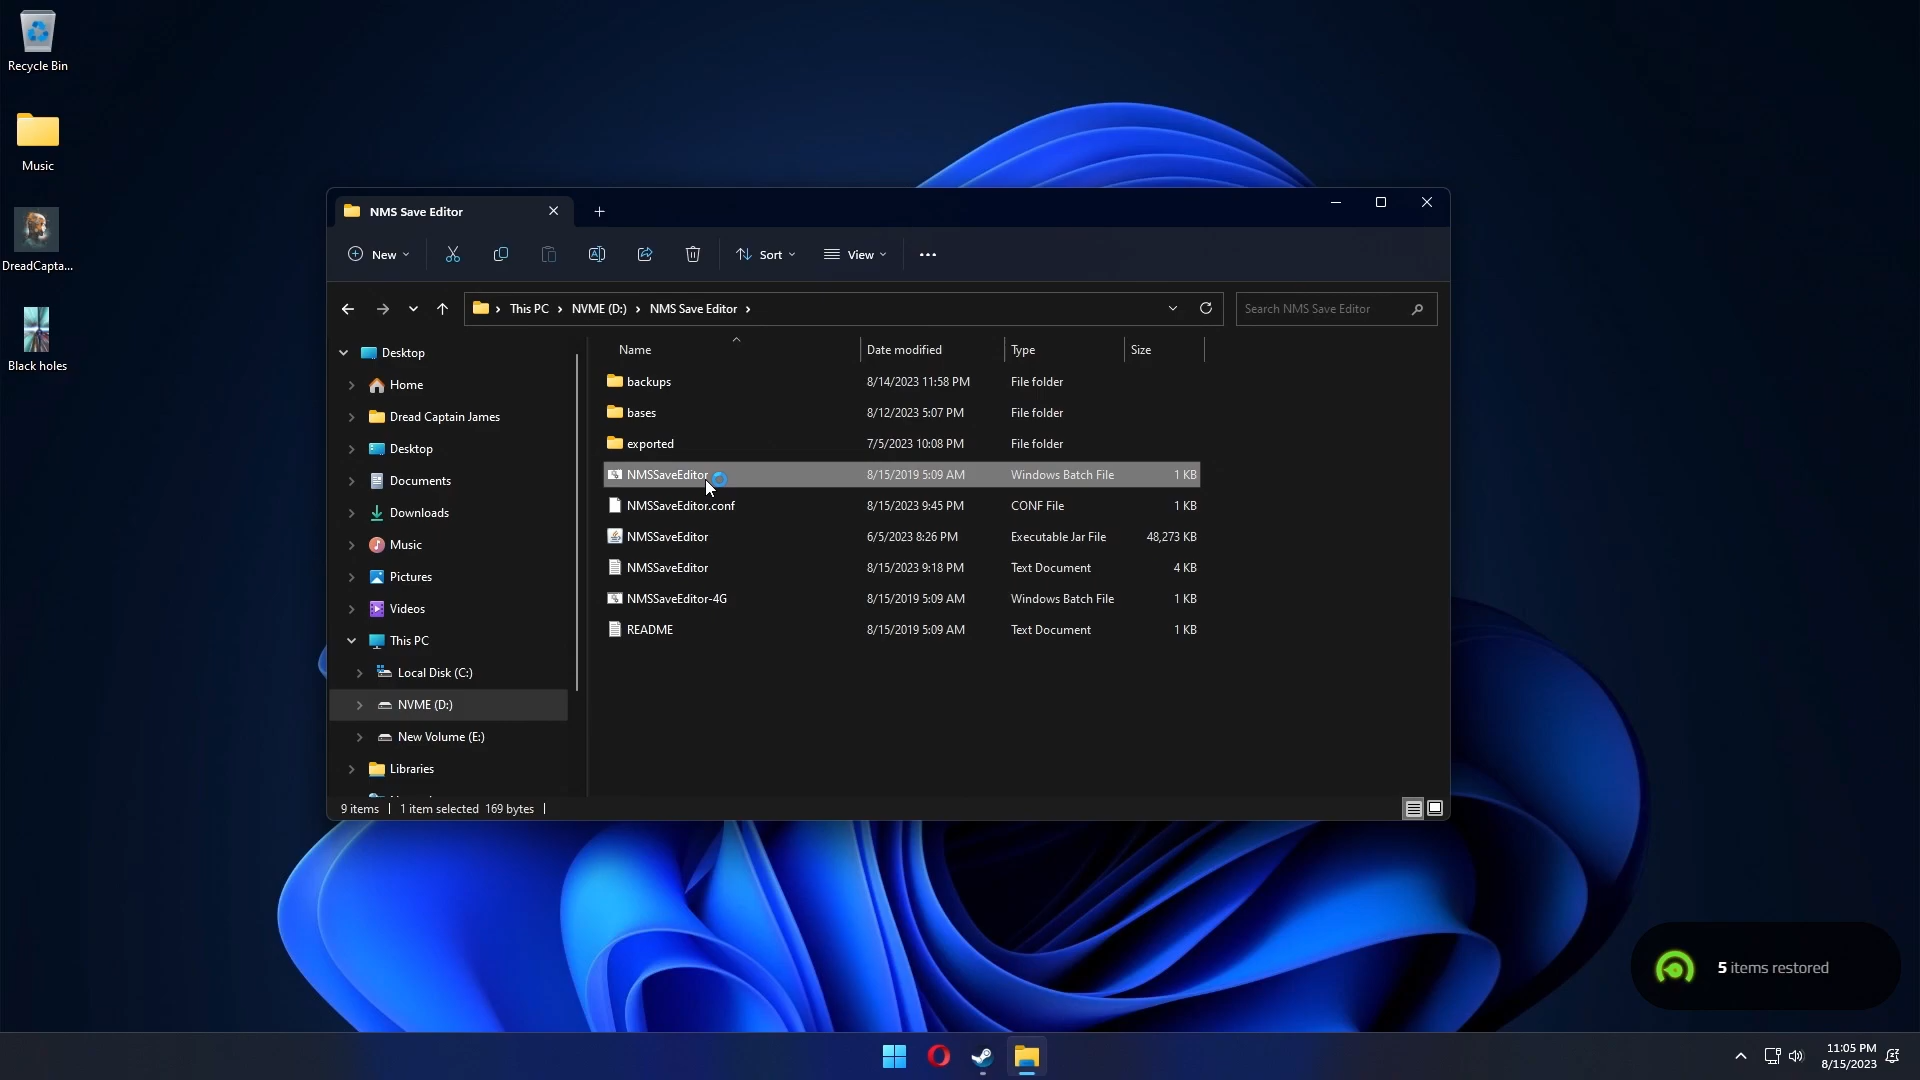 Recycle Bin
Music
DreadCapta...
Black holes
NMS Save Editor
New
Sort
View
This PC
NVME (D:)
NMS Save Editor
Search NMS Save Editor
Name
Date modified
Type
Size
Desktop
Home
Dread Captain James
Desktop
Documents
Downloads
Music
Pictures
Videos
This PC
Local Disk (C:)
NVME (D:)
New Volume (E:)
Libraries
backups 8/14/2023 11:58 PM File folder
bases 8/12/2023 5:07 PM File folder
exported 7/5/2023 10:08 PM File folder
NMSSaveEditor 8/15/2019 5:09 AM Windows Batch File 1 KB
NMSSaveEditor.conf 8/15/2023 9:45 PM CONF File 1 KB
NMSSaveEditor 6/5/2023 8:26 PM Executable Jar File 48,273 KB
NMSSaveEditor 8/15/2023 9:18 PM Text Document 4 KB
NMSSaveEditor-4G 8/15/2019 5:09 AM Windows Batch File 1 KB
README 8/15/2019 5:09 AM Text Document 1 KB
9 items 1 item selected 169 bytes
5 items restored
11:05 PM
8/15/2023